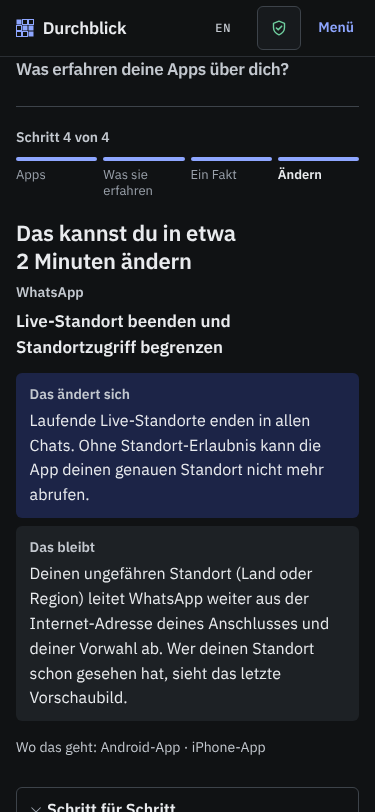 Durchblick
EN
Menü
Was erfahren deine Apps über dich?
Schritt 4 von 4
Apps
Was sie
erfahren
Ein Fakt
Ändern
Das kannst du in etwa
2 Minuten ändern
WhatsApp
Live-Standort beenden und
Standortzugriff begrenzen
Das ändert sich
Laufende Live-Standorte enden in allen
Chats. Ohne Standort-Erlaubnis kann die
App deinen genauen Standort nicht mehr
abrufen.
Das bleibt
Deinen ungefähren Standort (Land oder
Region) leitet WhatsApp weiter aus der
Internet-Adresse deines Anschlusses und
deiner Vorwahl ab. Wer deinen Standort
schon gesehen hat, sieht das letzte
Vorschaubild.
Wo das geht: Android-App · iPhone-App
Schritt für Schritt